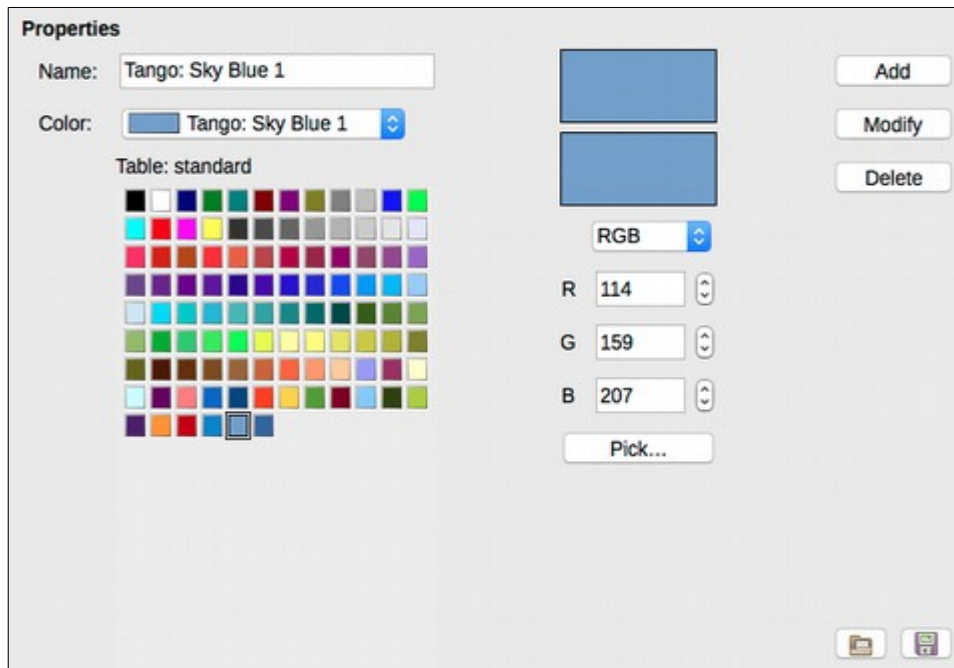 Properties
Name: Tango: Sky Blue 1
Add
Color: Tango: Sky Blue 1
Modify
Table: standard
Delete
RGB
R 114
G 159
B 207
Pick...